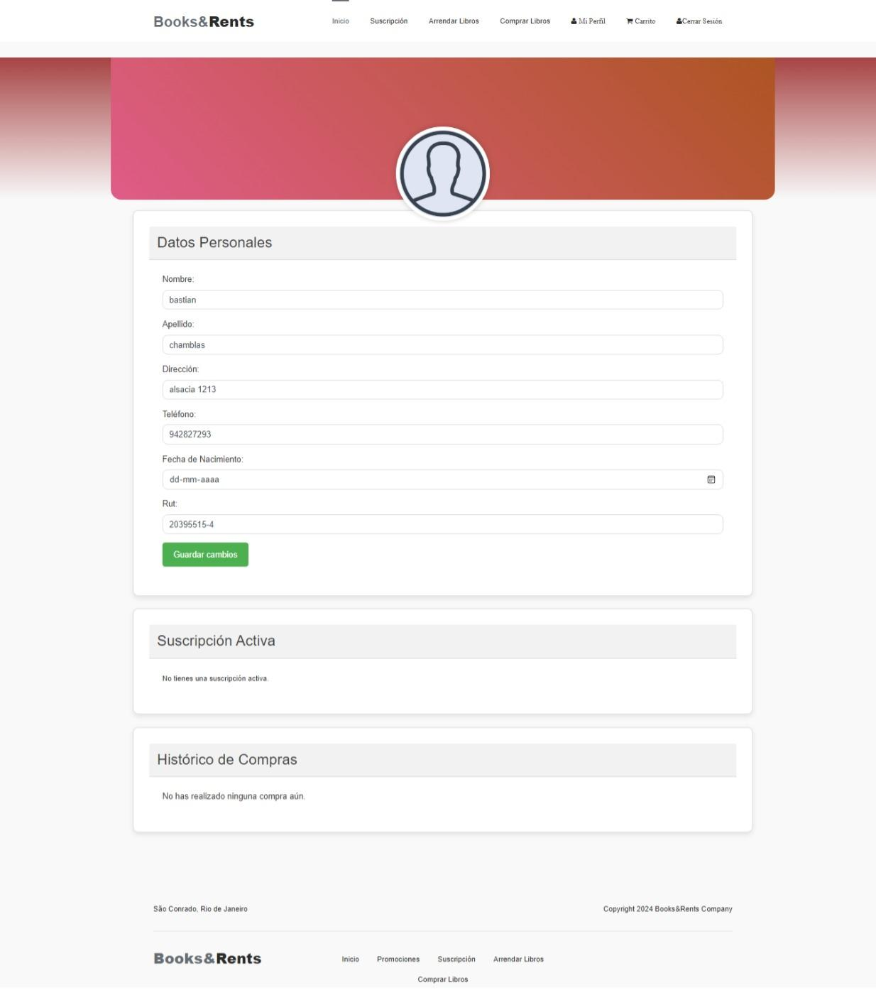 Books&Rents
Inicio Suscripción Arrendar Libros Comprar Libros Mi Perfil Carrito Cerrar Sesión
Datos Personales
Nombre:
bastian
Apellido:
chamblas
Dirección:
alsacia 1213
Teléfono:
942827293
Fecha de Nacimiento:
dd-mm-aaaa
Rut:
20395515-4
Guardar cambios
Suscripción Activa
No tienes una suscripción activa.
Histórico de Compras
No has realizado ninguna compra aún.
São Conrado, Rio de Janeiro Copyright 2024 Books&Rents Company
Books&Rents Inicio Promociones Suscripción Arrendar Libros
Comprar Libros